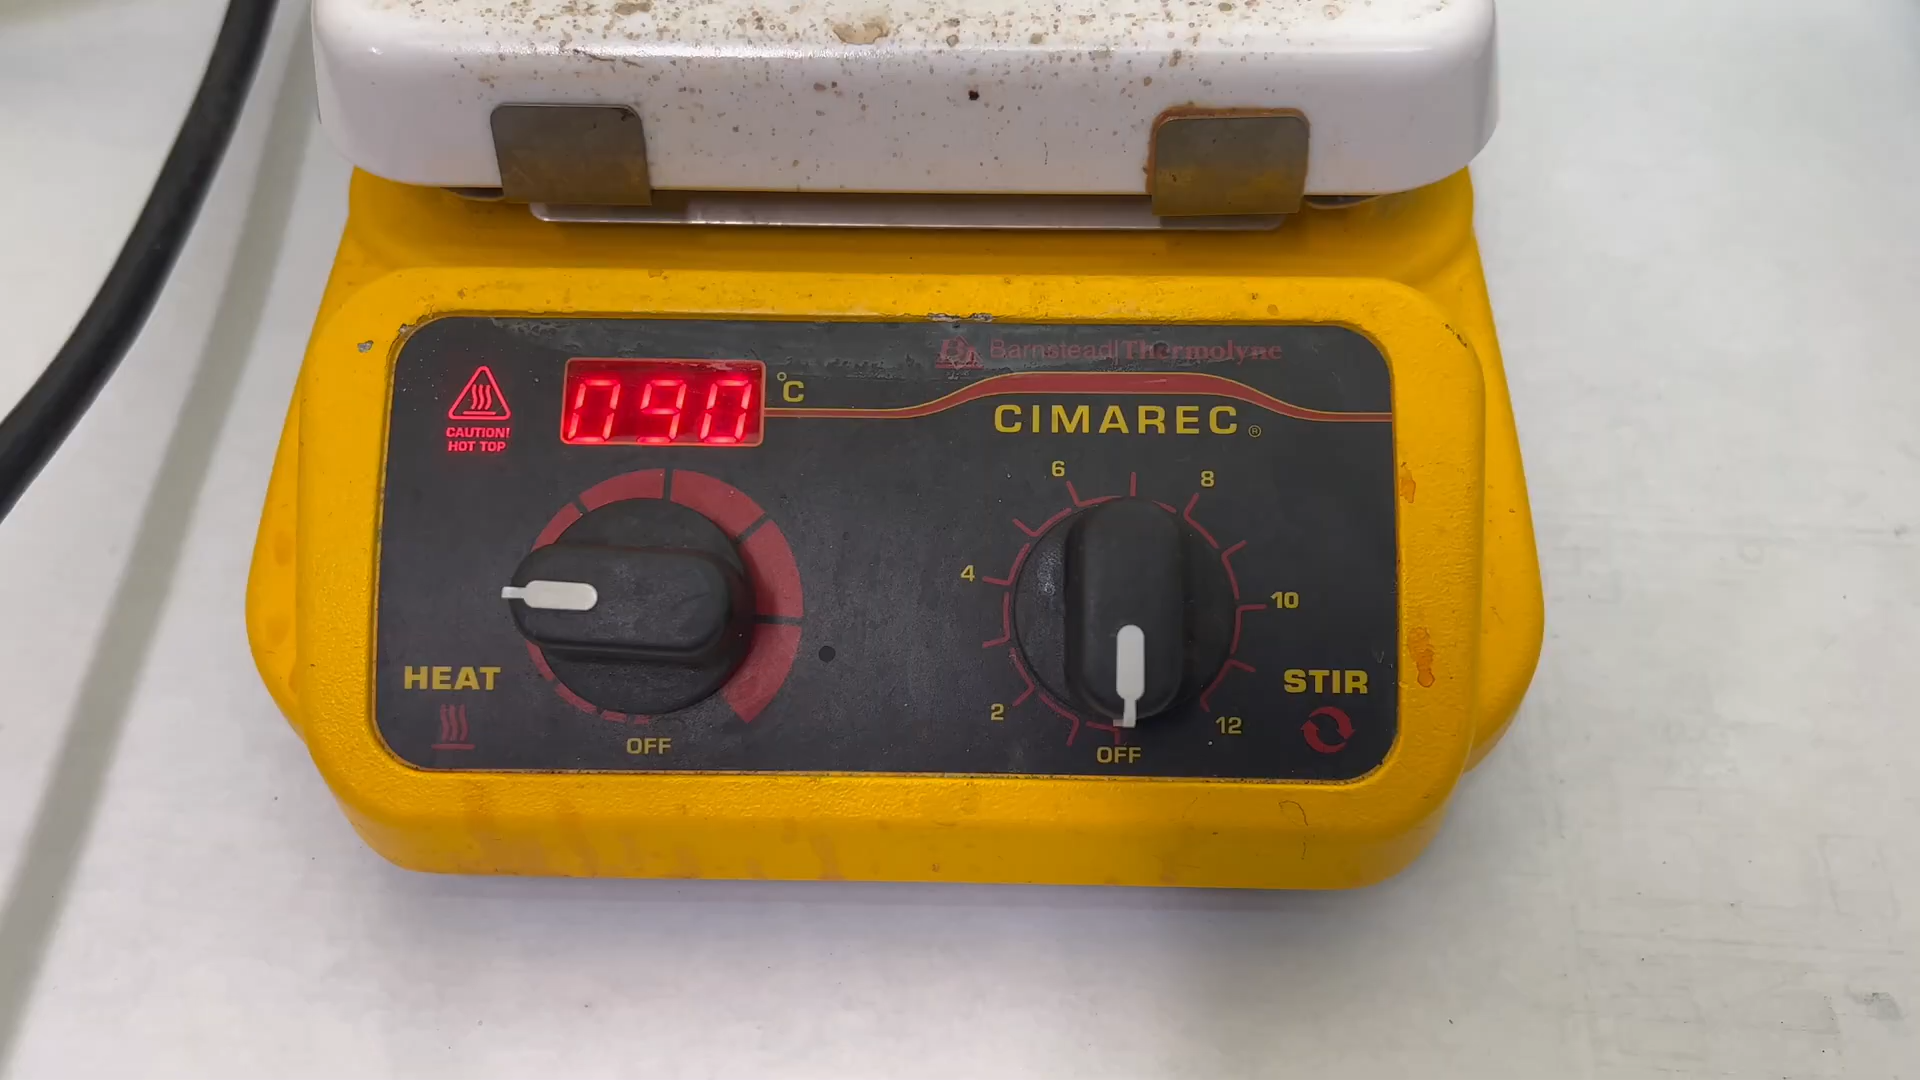 Barnstead|Thermolyne
CAUTION!
HOT TOP
090 °C
CIMAREC®
6
8
4
10
HEAT
STIR
2
12
OFF
OFF